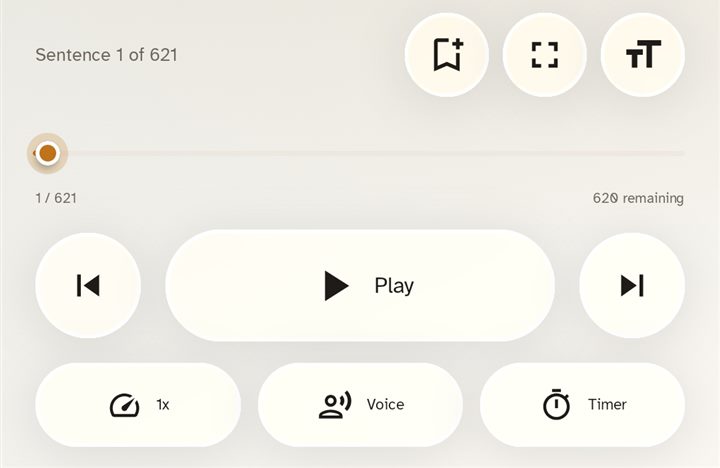 Sentence 1 of 621
1 / 621
620 remaining
Play
1x
Voice
Timer